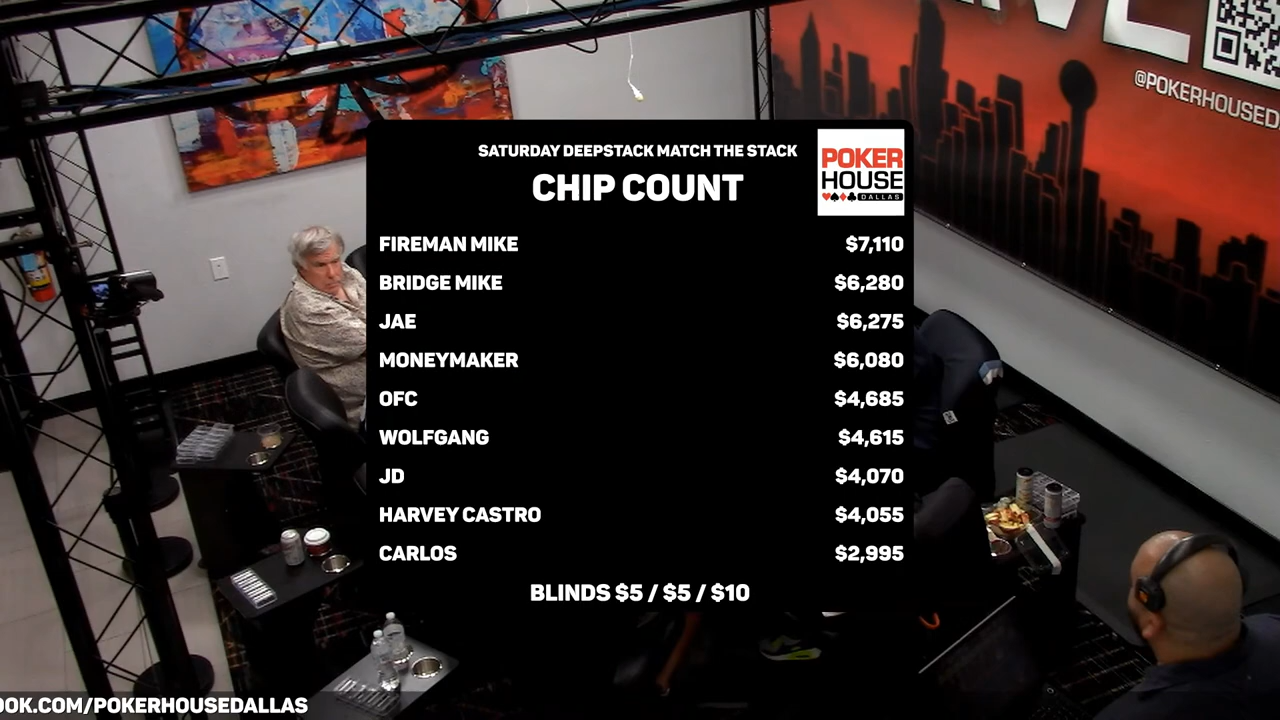 @POKERHOUSED
SATURDAY DEEPSTACK MATCH THE STACK
CHIP COUNT
POKER
HOUSE
DALLAS
FIREMAN MIKE $7,110
BRIDGE MIKE $6,280
JAE $6,275
MONEYMAKER $6,080
OFC $4,685
WOLFGANG $4,615
JD $4,070
HARVEY CASTRO $4,055
CARLOS $2,995
BLINDS $5 / $5 / $10
OOK.COM/POKERHOUSEDALLAS